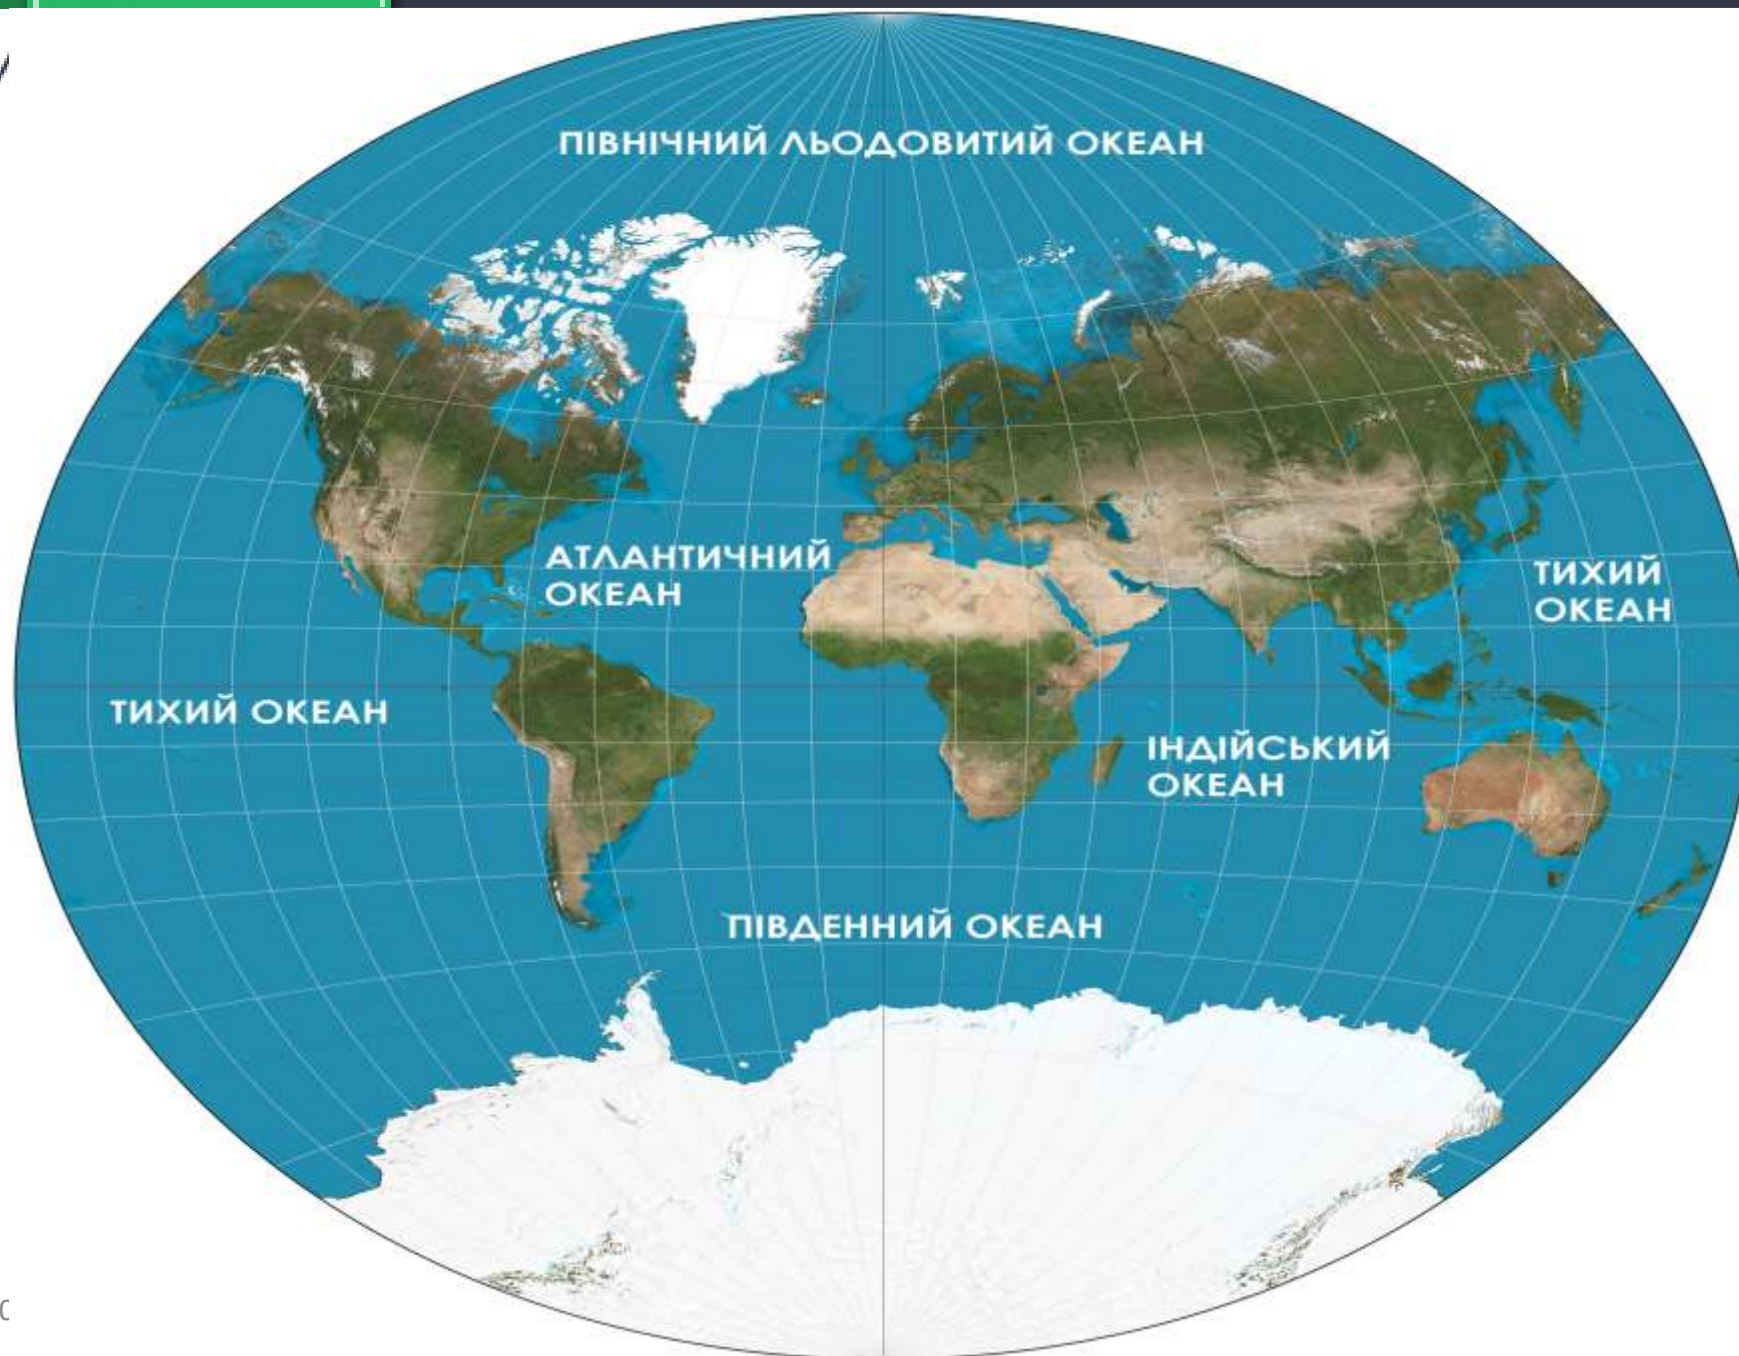 ПІВНІЧНИЙ ЛЬОДОВИТИЙ ОКЕАН
АТЛАНТИЧНИЙ
ОКЕАН
ТИХИЙ
ОКЕАН
ТИХИЙ ОКЕАН
ІНДІЙСЬКИЙ
ОКЕАН
ПІВДЕННИЙ ОКЕАН